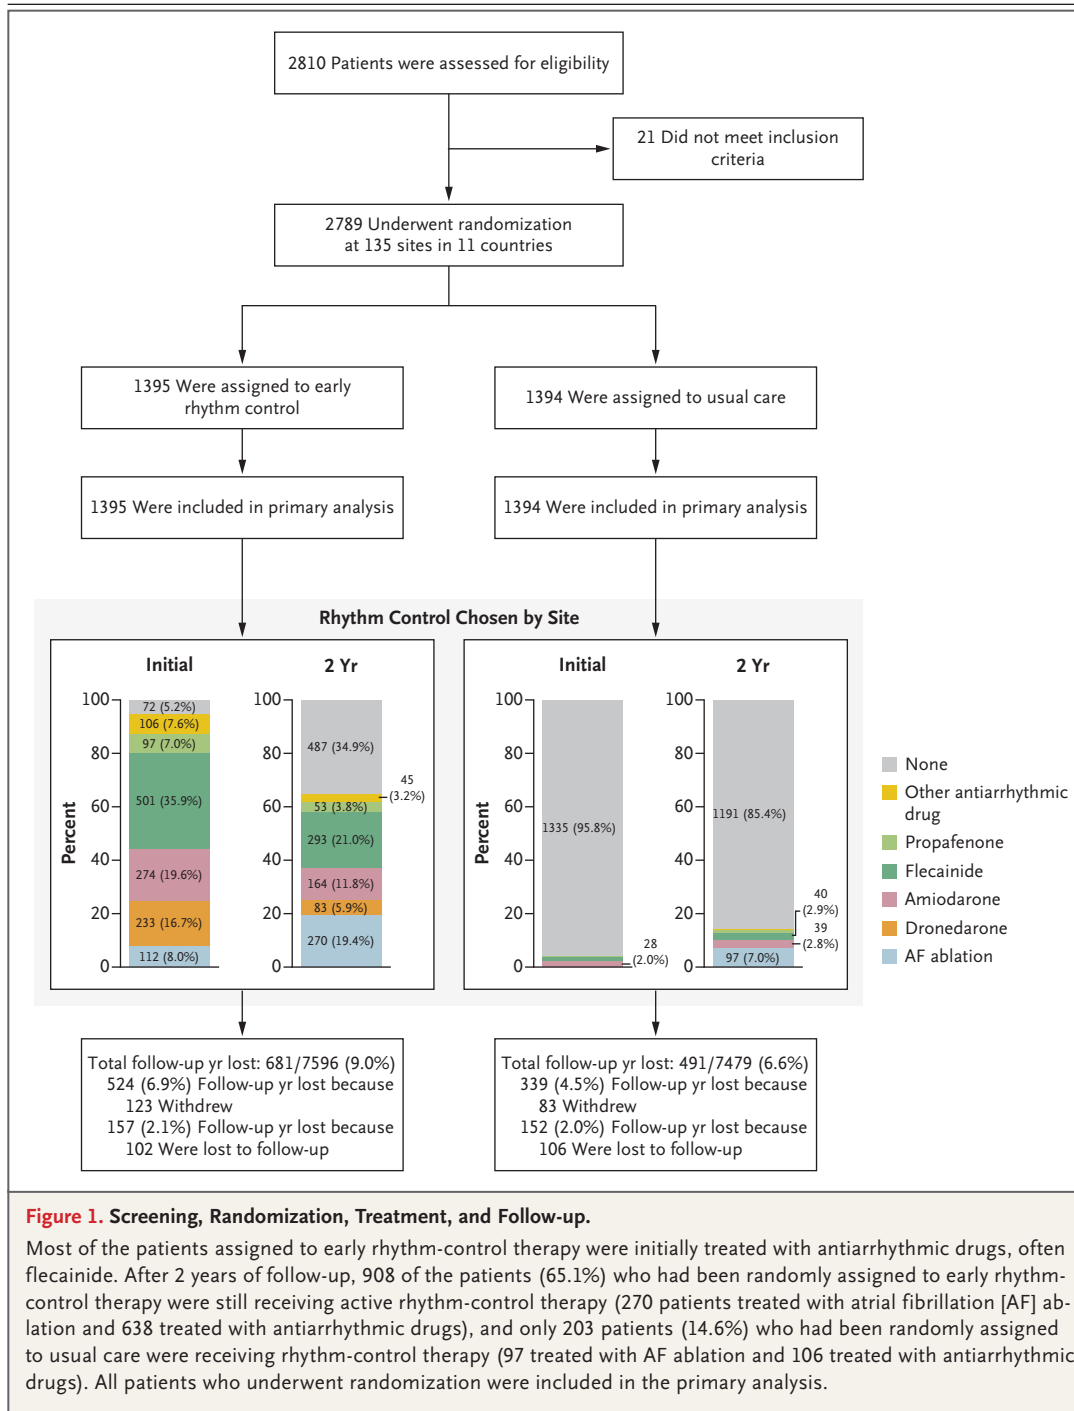 2810 Patients were assessed for eligibility
21 Did not meet inclusion
criteria
2789 Underwent randomization
at 135 sites in 11 countries
1395 Were assigned to early
rhythm control
1394 Were assigned to usual care
1395 Were included in primary analysis
1394 Were included in primary analysis
Rhythm Control Chosen by Site
Initial
2 Yr
Percent
100
80
60
40
20
0
72 (5.2%)
106 (7.6%)
97 (7.0%)
501 (35.9%)
274 (19.6%)
233 (16.7%)
112 (8.0%)
100
80
60
40
20
0
487 (34.9%)
45
(3.2%)
53 (3.8%)
293 (21.0%)
164 (11.8%)
83 (5.9%)
270 (19.4%)
Initial
2 Yr
Percent
100
80
60
40
20
0
1335 (95.8%)
28
(2.0%)
100
80
60
40
20
0
1191 (85.4%)
40
(2.9%)
39
(2.8%)
97 (7.0%)
None
Other antiarrhythmic
drug
Propafenone
Flecainide
Amiodarone
Dronedarone
AF ablation
Total follow-up yr lost: 681/7596 (9.0%)
524 (6.9%) Follow-up yr lost because
123 Withdrew
157 (2.1%) Follow-up yr lost because
102 Were lost to follow-up
Total follow-up yr lost: 491/7479 (6.6%)
339 (4.5%) Follow-up yr lost because
83 Withdrew
152 (2.0%) Follow-up yr lost because
106 Were lost to follow-up
Figure 1. Screening, Randomization, Treatment, and Follow-up.
Most of the patients assigned to early rhythm-control therapy were initially treated with antiarrhythmic drugs, often
flecainide. After 2 years of follow-up, 908 of the patients (65.1%) who had been randomly assigned to early rhythm-
control therapy were still receiving active rhythm-control therapy (270 patients treated with atrial fibrillation [AF] ab-
lation and 638 treated with antiarrhythmic drugs), and only 203 patients (14.6%) who had been randomly assigned
to usual care were receiving rhythm-control therapy (97 treated with AF ablation and 106 treated with antiarrhythmic
drugs). All patients who underwent randomization were included in the primary analysis.